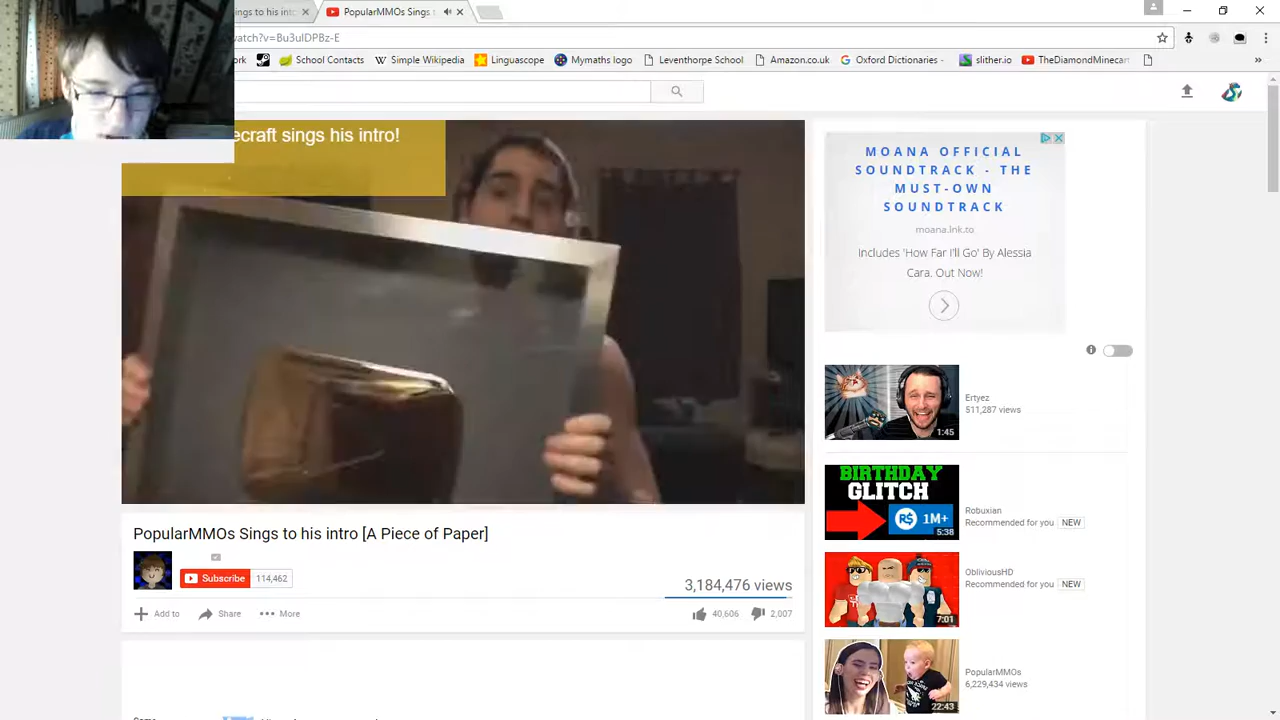 ngs to his intro
PopularMMOs Sings t
vatch?v=Bu3ulDPBz-E
School Contacts
Simple Wikipedia
Linguascope
Mymaths logo
Leventhorpe School
Amazon.co.uk
Oxford Dictionaries -
slither.io
TheDiamondMinecart
»
ecraft sings his intro!
MOANA OFFICIAL
SOUNDTRACK - THE
MUST-OWN
SOUNDTRACK
moana.lnk.to
Includes 'How Far I'll Go' By Alessia
Cara. Out Now!
Ertyez
511,287 views
1:45
BIRTHDAY
GLITCH
R$ 1M+
5:38
Robuxian
Recommended for you NEW
ObliviousHD
Recommended for you NEW
7:01
PopularMMOs
6,229,434 views
22:43
PopularMMOs Sings to his intro [A Piece of Paper]
Subscribe 114,462
3,184,476 views
Add to Share More
40,606 2,007